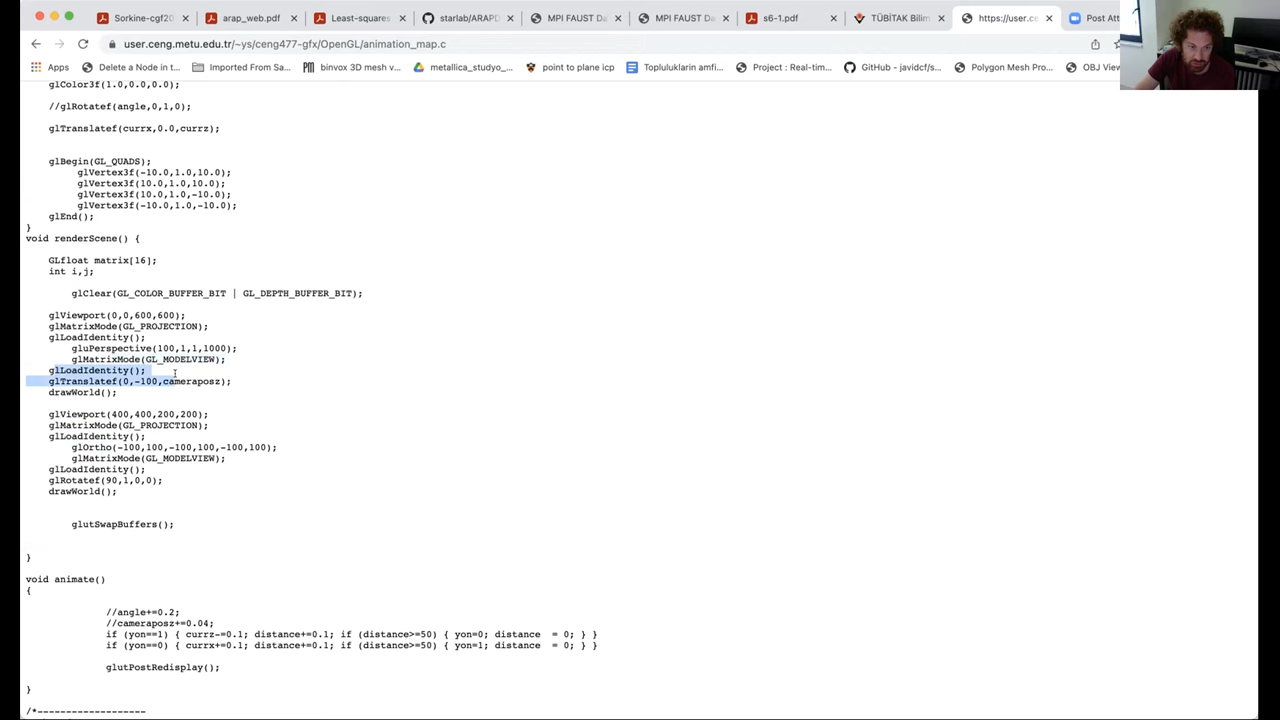 Sorkine-cgf20
arap_web.pdf
Least-squares
starlab/ARAPD
MPI FAUST Da
MPI FAUST Da
s6-1.pdf
TÜBİTAK Bilim
https://user.ce
Post Att
user.ceng.metu.edu.tr/~ys/ceng477-gfx/OpenGL/animation_map.c
Apps
Delete a Node in t...
Imported From Sa...
binvox 3D mesh v...
metallica_study_...
point to plane icp
Topluluklarin amfi...
Project : Real-tim...
GitHub - javidcf/s...
Polygon Mesh Pro...
OBJ View
glColor3f(1.0,0.0,0.0);
//glRotatef(angle,0,1,0);
glTranslatef(currx,0.0,currz);
glBegin(GL_QUADS);
glVertex3f(-10.0,1.0,10.0);
glVertex3f(10.0,1.0,10.0);
glVertex3f(10.0,1.0,-10.0);
glVertex3f(-10.0,1.0,-10.0);
glEnd();
}
void renderScene() {
GLfloat matrix[16];
int i,j;
glClear(GL_COLOR_BUFFER_BIT | GL_DEPTH_BUFFER_BIT);
glViewport(0,0,600,600);
glMatrixMode(GL_PROJECTION);
glLoadIdentity();
gluPerspective(100,1,1,1000);
glMatrixMode(GL_MODELVIEW);
glLoadIdentity();
glTranslatef(0,-100,cameraposz);
drawWorld();
glViewport(400,400,200,200);
glMatrixMode(GL_PROJECTION);
glLoadIdentity();
glOrtho(-100,100,-100,100,-100,100);
glMatrixMode(GL_MODELVIEW);
glLoadIdentity();
glRotatef(90,1,0,0);
drawWorld();
glutSwapBuffers();
}
void animate()
{
//angle+=0.2;
//cameraposz+=0.04;
if (yon==1) { currz-=0.1; distance+=0.1; if (distance>=50) { yon=0; distance  = 0; } }
if (yon==0) { currx+=0.1; distance+=0.1; if (distance>=50) { yon=1; distance  = 0; } }
glutPostRedisplay();
}
/*-------------------